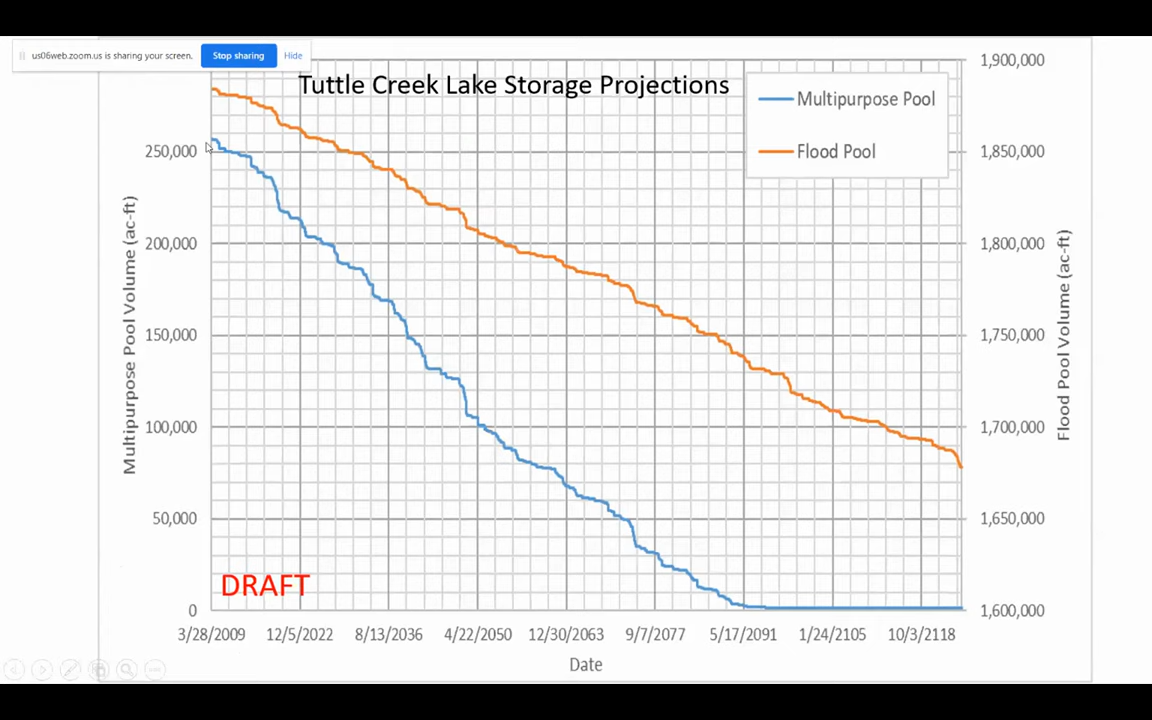 us06web.zoom.us is sharing your screen. Stop sharing Hide
Tuttle Creek Lake Storage Projections
Multipurpose Pool
Flood Pool
Multipurpose Pool Volume (ac-ft)
250,000
200,000
150,000
100,000
50,000
0
1,900,000
1,850,000
1,800,000
1,750,000
1,700,000
1,650,000
1,600,000
Flood Pool Volume (ac-ft)
DRAFT
3/28/2009 12/5/2022 8/13/2036 4/22/2050 12/30/2063 9/7/2077 5/17/2091 1/24/2105 10/3/2118
Date